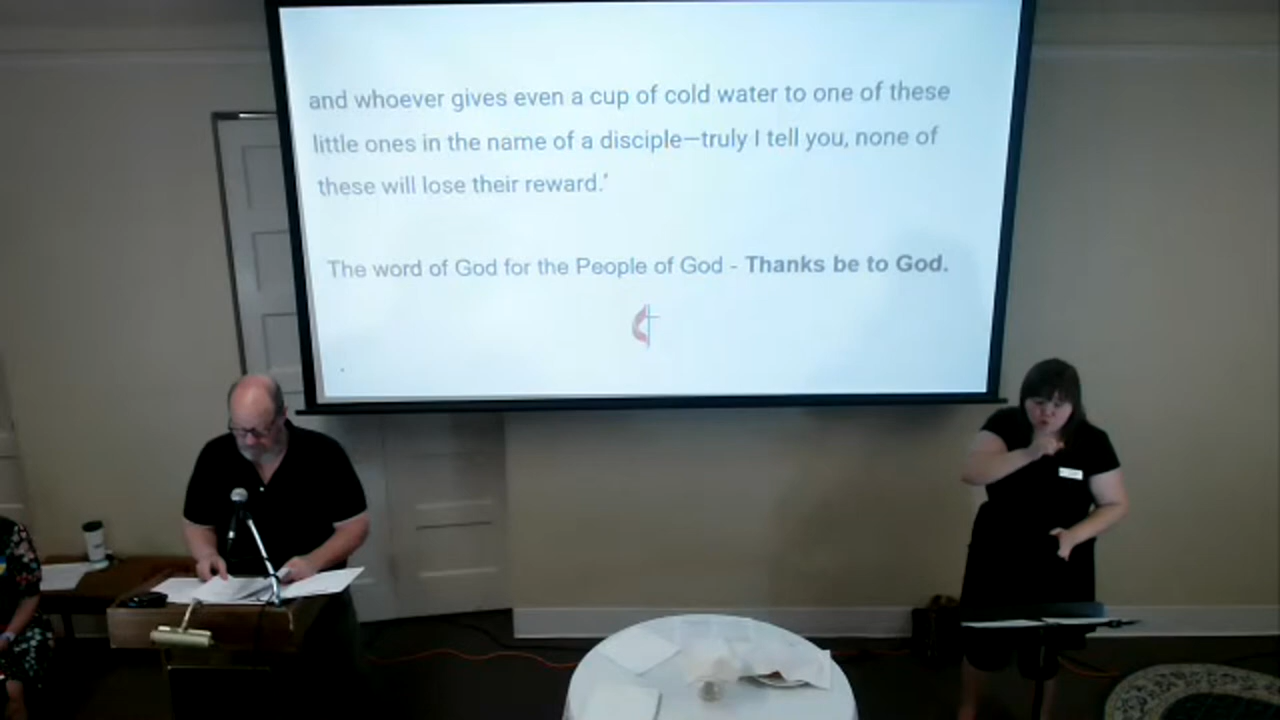 and whoever gives even a cup of cold water to one of these
little ones in the name of a disciple—truly I tell you, none of
these will lose their reward.’
The word of God for the People of God - Thanks be to God.